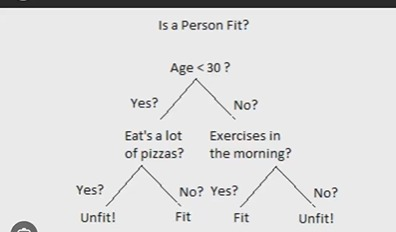 Is a Person Fit?
Age < 30 ?
Yes?
No?
Eat's a lot
of pizzas?
Exercises in
the morning?
Yes?
No?
Yes?
No?
Unfit!
Fit
Fit
Unfit!